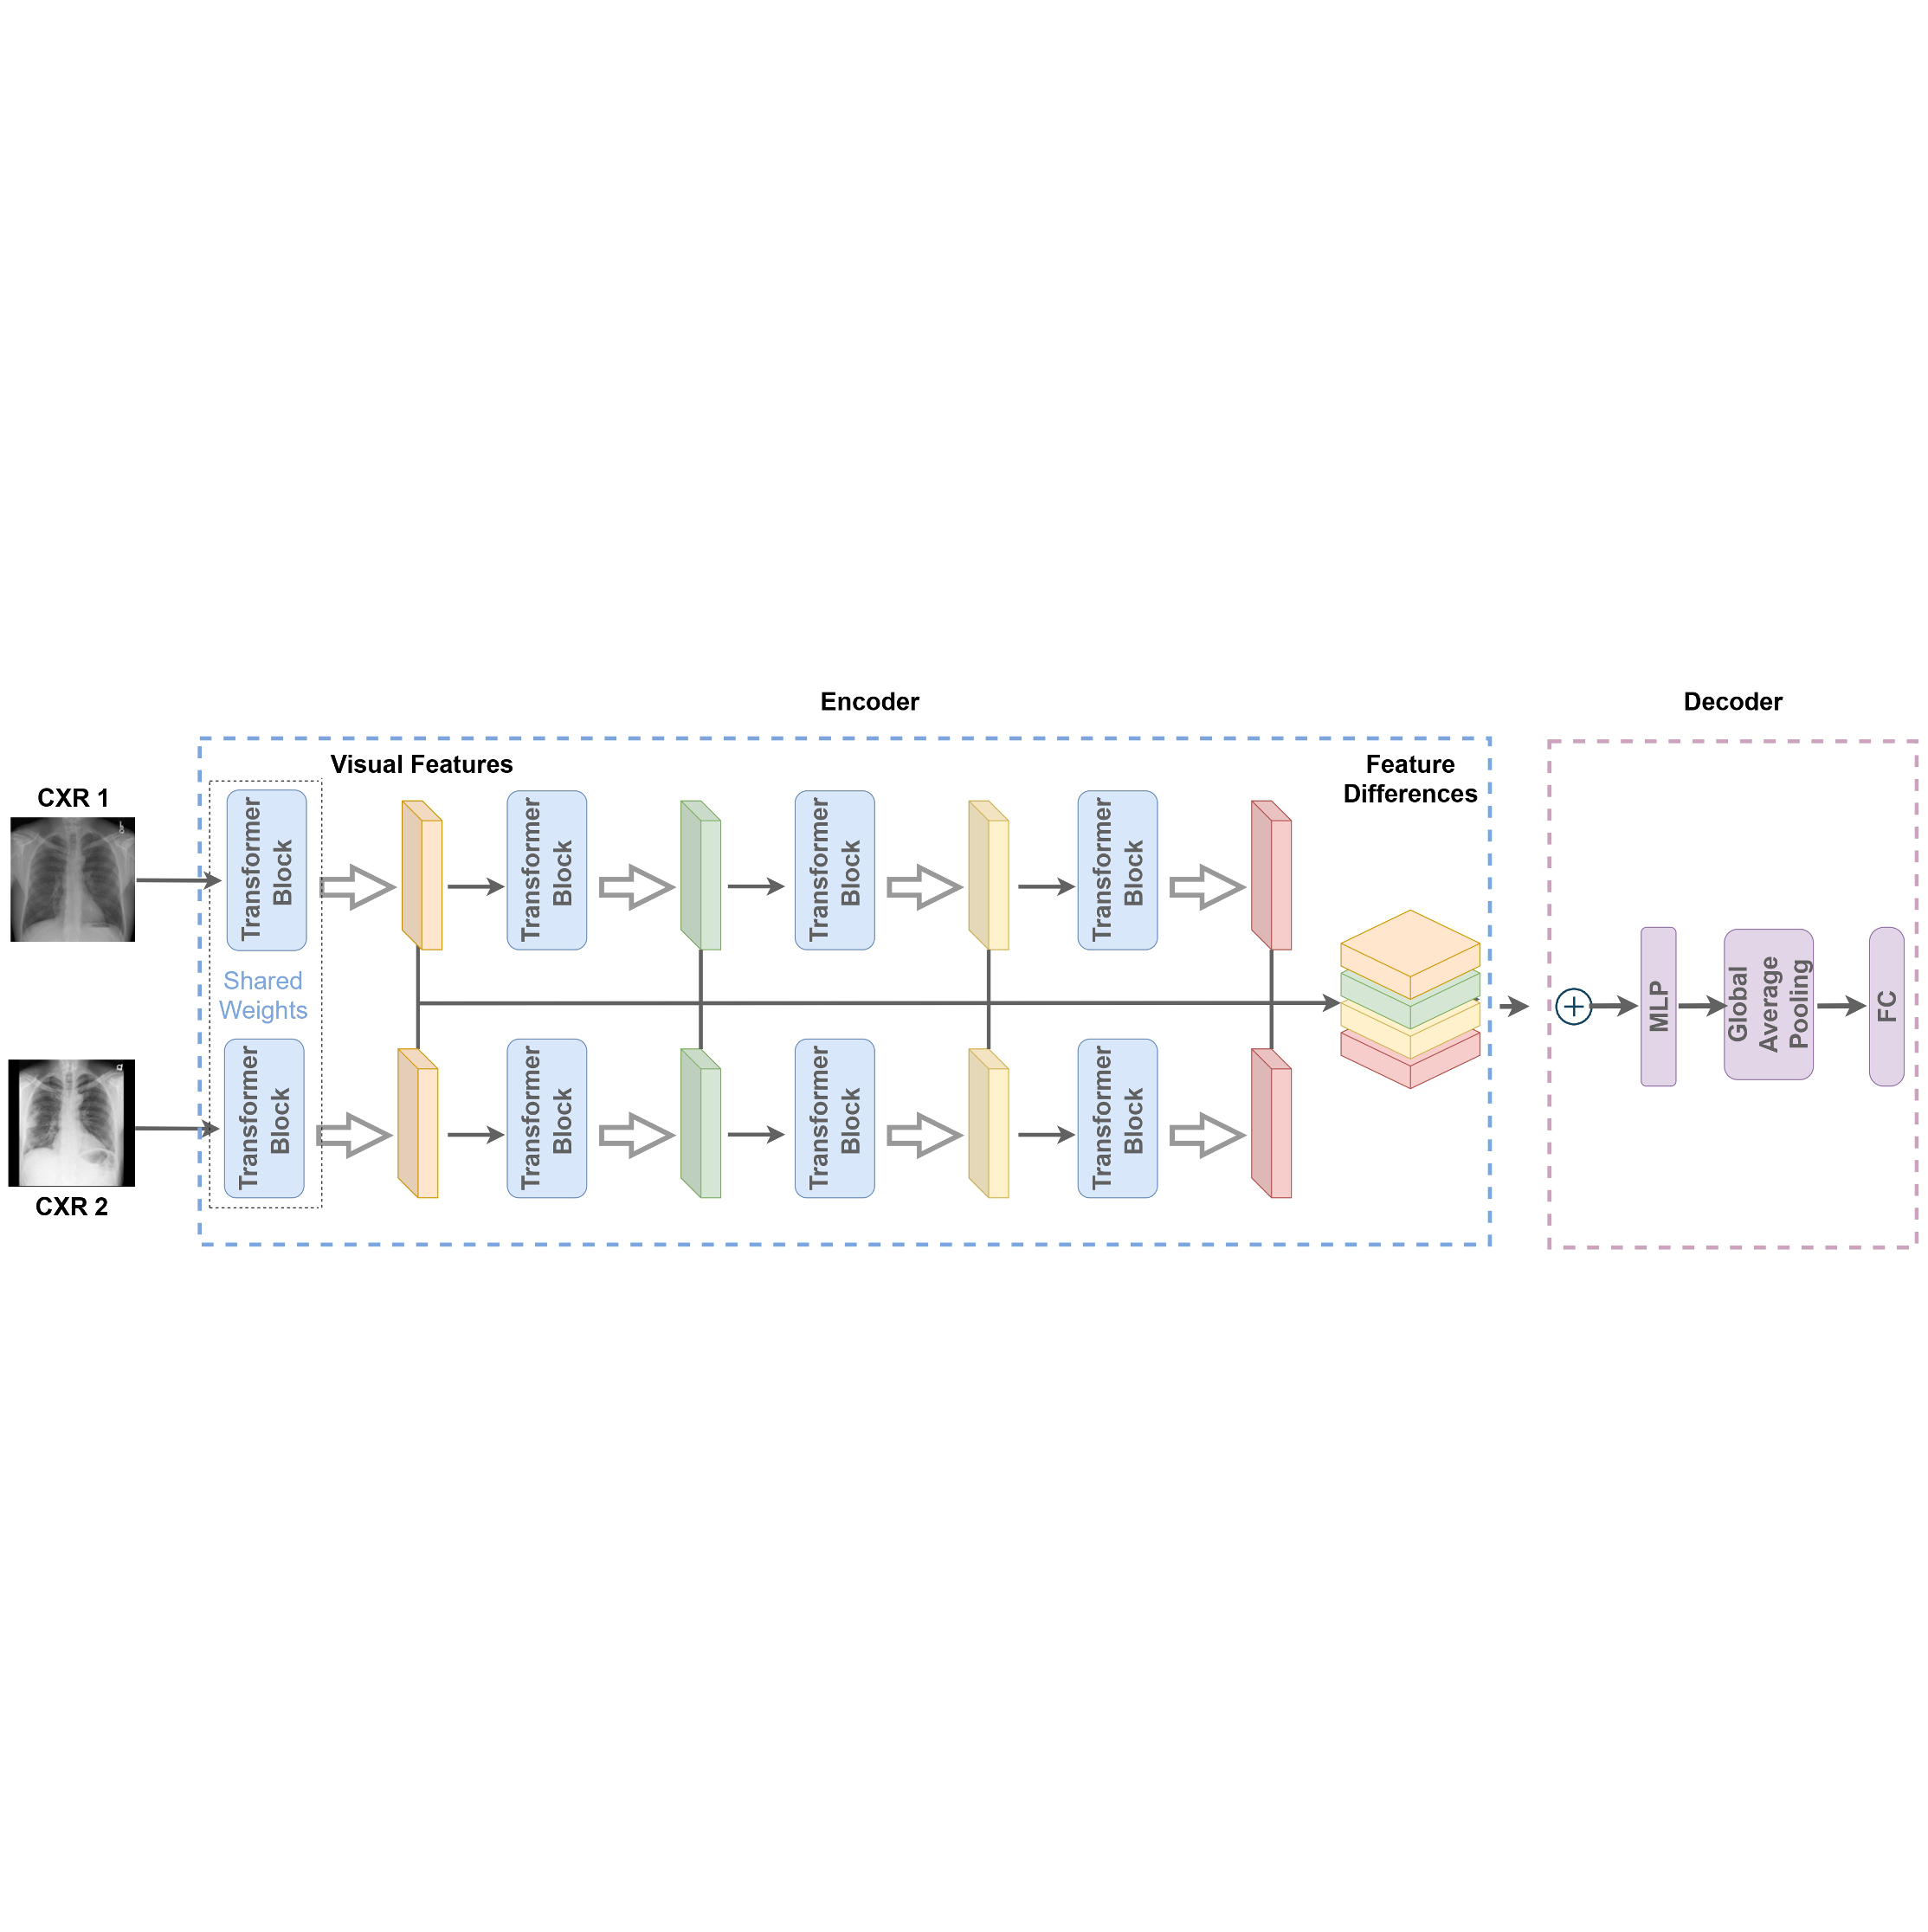 Encoder
Decoder
Visual Features
Feature
Differences
CXR 1
Transformer
Block
Transformer
Block
Transformer
Block
Transformer
Block
Shared
Weights
Transformer
Block
Transformer
Block
Transformer
Block
Transformer
Block
CXR 2
MLP
Global
Average
Pooling
FC